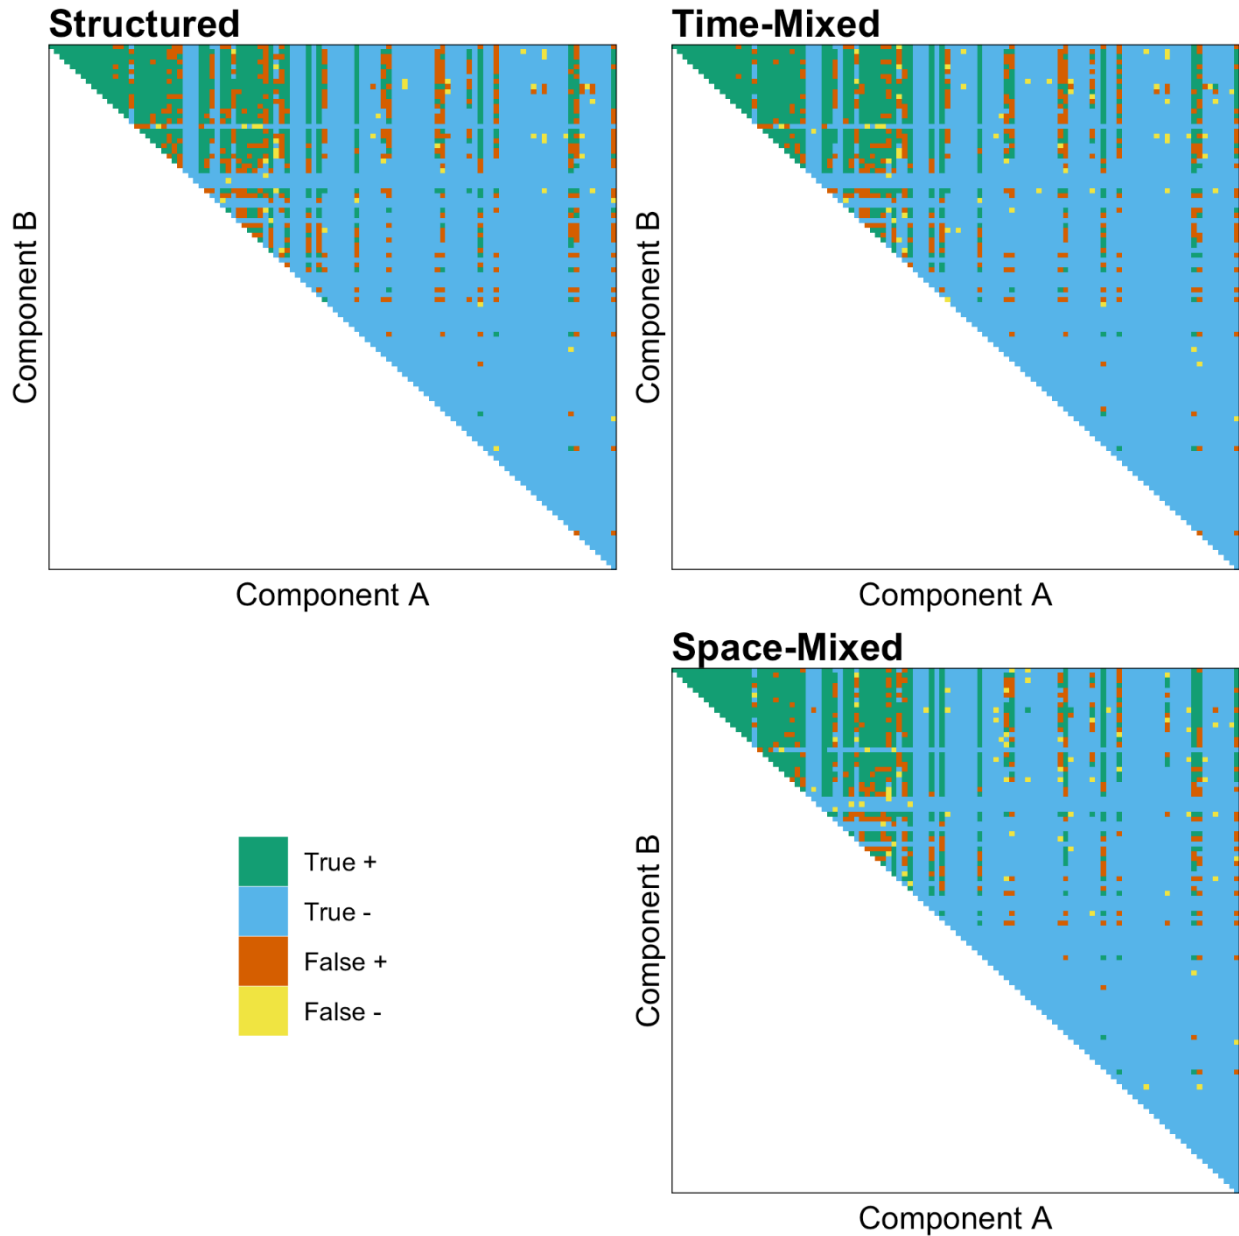 Structured
Time-Mixed
Component B
Component B
Component A
Component A
Space-Mixed
True +
True -
False +
False -
Component B
Component A